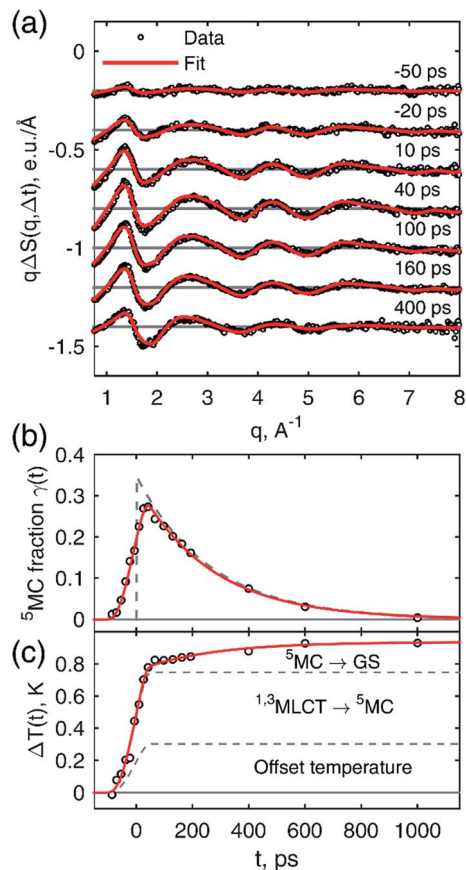 (a)
Data
Fit
-50 ps
-20 ps
10 ps
40 ps
100 ps
160 ps
400 ps
0
-0.5
-1
-1.5
qΔS(q,Δt), e.u./Å
1 2 3 4 5 6 7 8
q, A⁻¹
(b)
0.4
0.3
0.2
0.1
0
⁵MC fraction γ(t)
(c)
0.8
0.6
0.4
0.2
0
ΔT(t), K
⁵MC → GS
¹,³MLCT → ⁵MC
Offset temperature
0 200 400 600 800 1000
t, ps